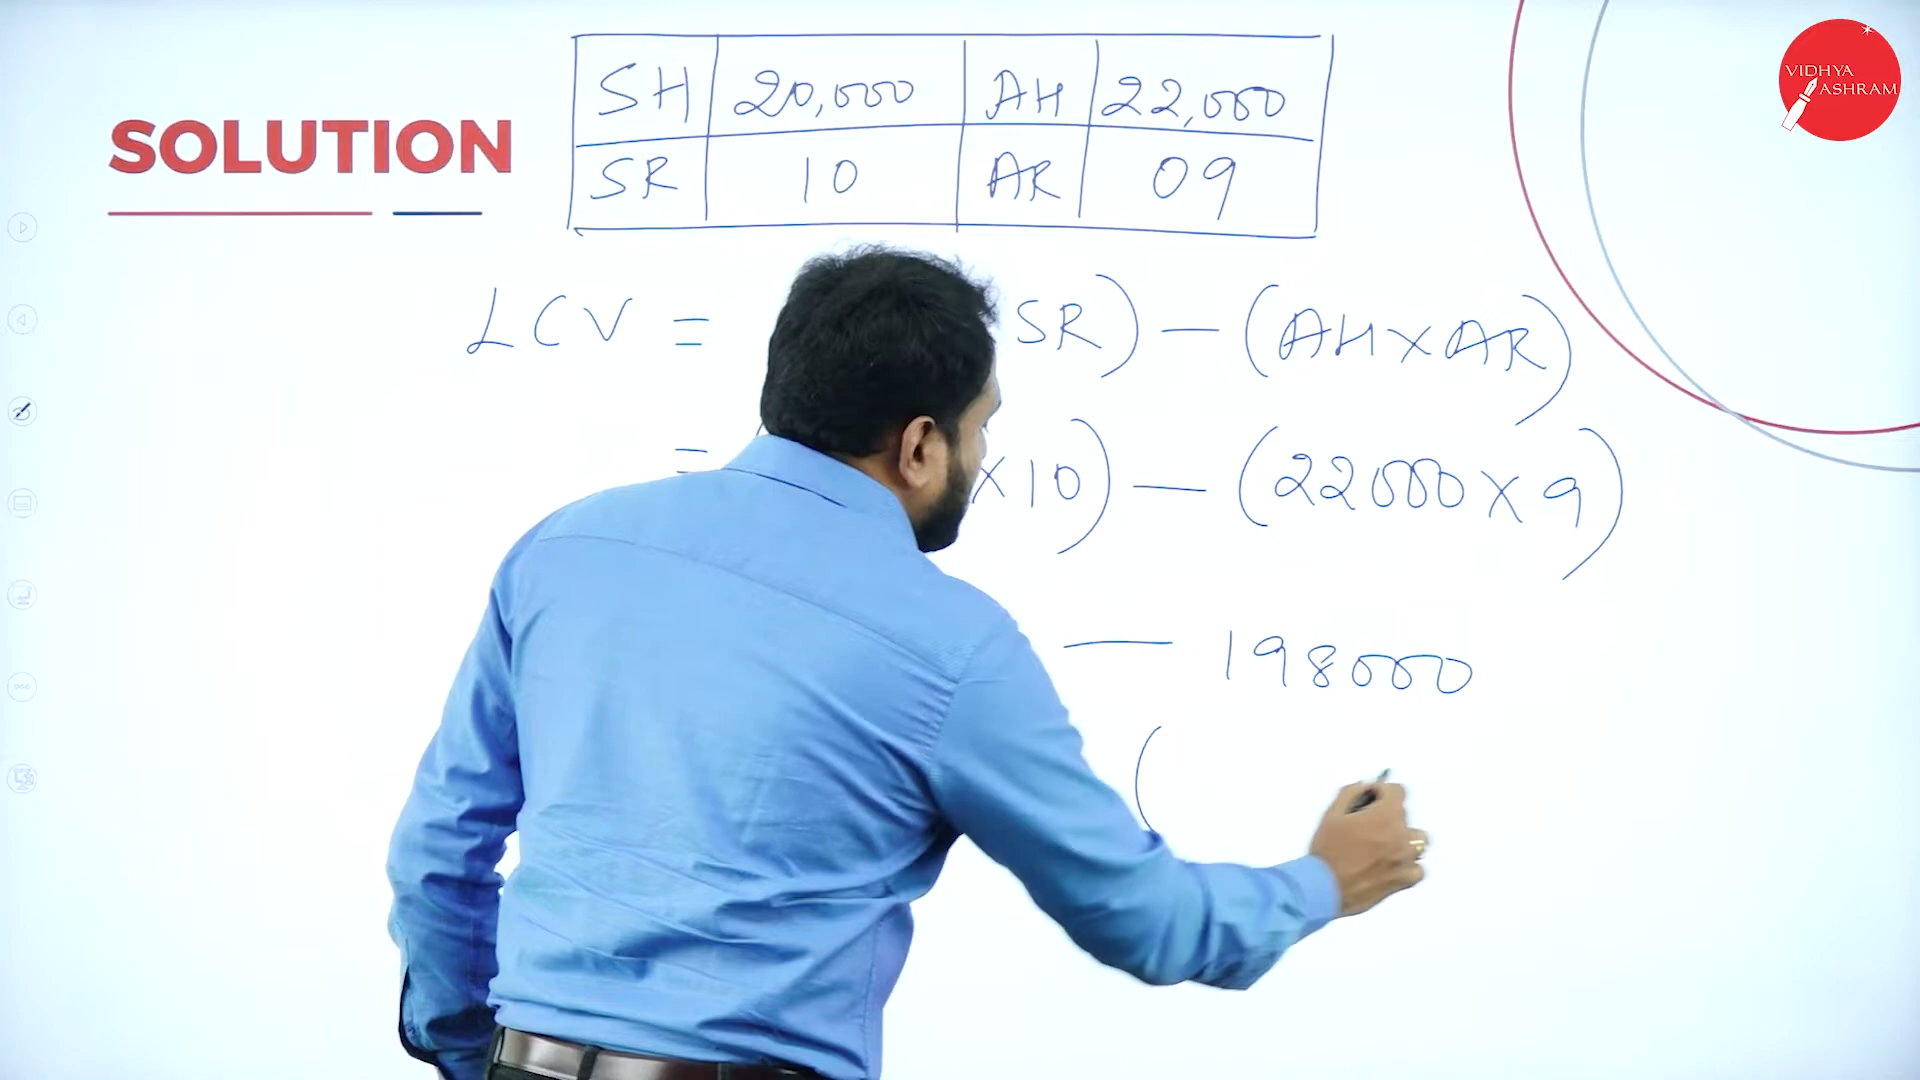 VIDHYA
ASHRAM
SOLUTION
SH 20,000 AH 22,000
SR 10 AR 09
LCV = SR) — (AH×AR)
= ×10) — (22000×9)
— 198000
(